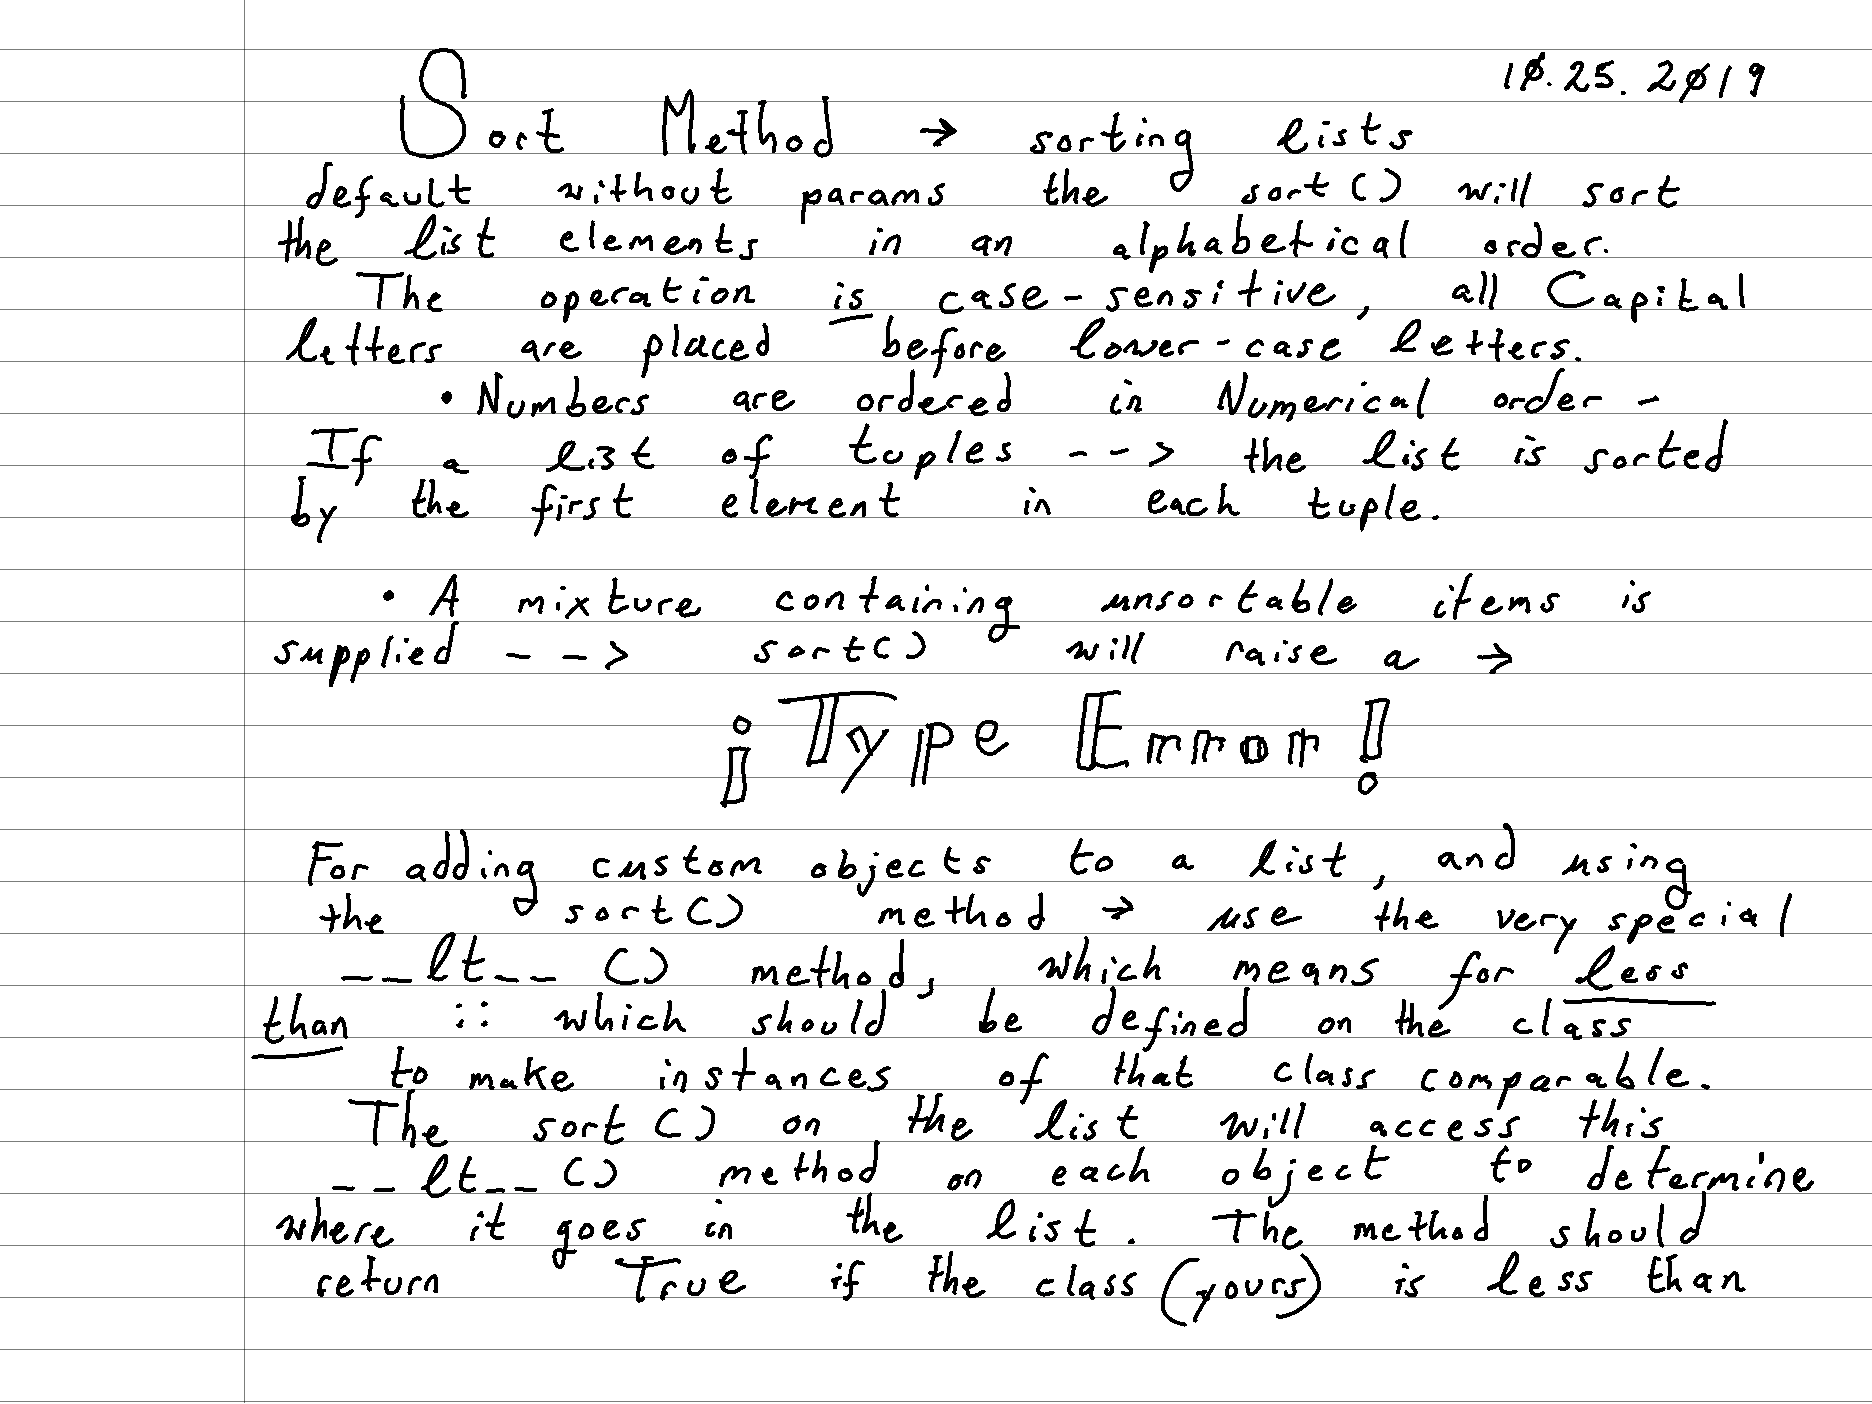 10.25.2019
Sort Method → sorting lists
default without params the sort() will sort
the list elements in an alphabetical order.
The operation is case-sensitive, all Capital
letters are placed before lower-case letters.
• Numbers are ordered in Numerical order -
If a list of tuples --> the list is sorted
by the first element in each tuple.
• A mixture containing unsortable items is
supplied --> sort() will raise a →
¡Type Error!
For adding custom objects to a list, and using
the sort() method → use the very special
__lt__ () method, which means for less
than :: which should be defined on the class
to make instances of that class comparable.
The sort () on the list will access this
__lt__ () method on each object to determine
where it goes in the list. The method should
return True if the class (yours) is less than